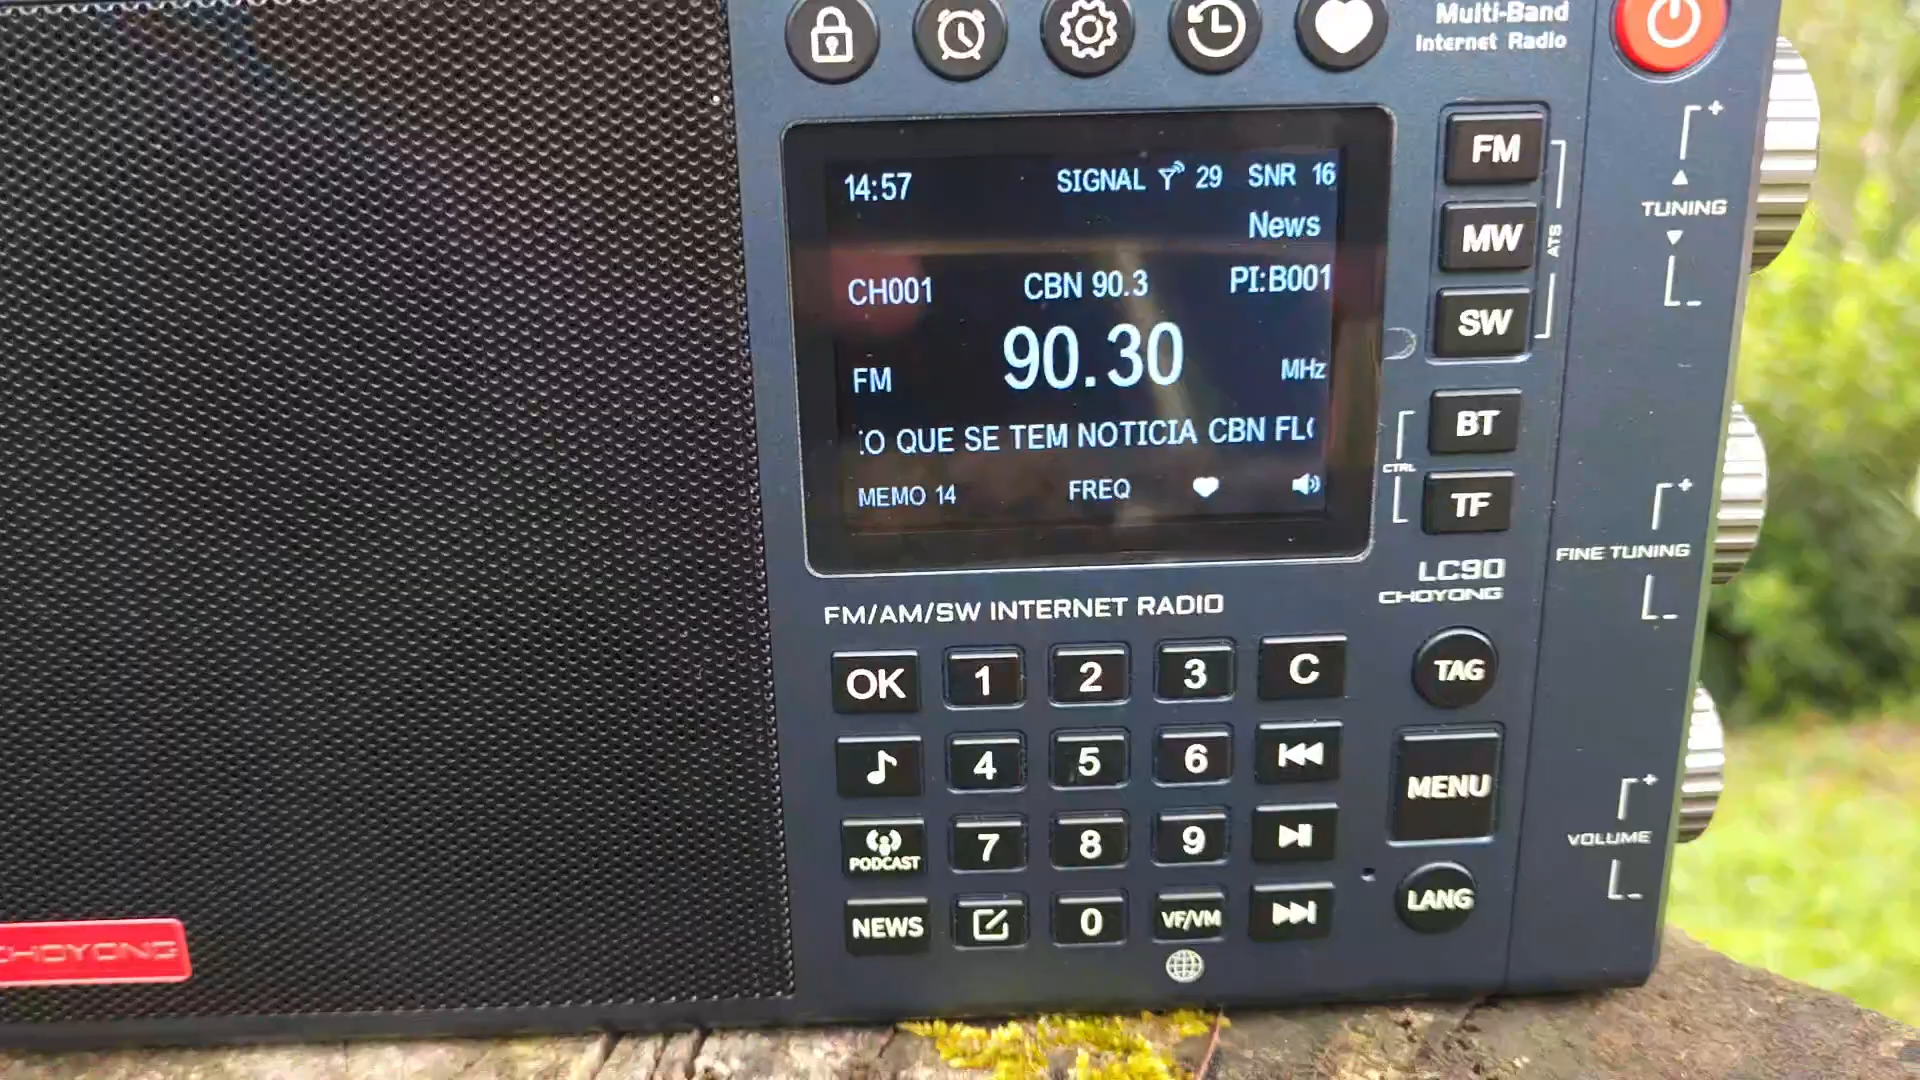 Multi-Band
Internet Radio
14:57 SIGNAL 29 SNR 16
News
CH001 CBN 90.3 PI:B001
FM 90.30 MHz
O QUE SE TEM NOTICIA CBN
MEMO 14 FREQ
FM
MW
SW
ATS
BT
TF
CTRL
+
TUNING
-
+
FINE TUNING
-
+
VOLUME
-
LC90
CHOYONG
FM/AM/SW INTERNET RADIO
OK 1 2 3 C
4 5 6
PODCAST 7 8 9
NEWS 0 VF/VM
TAG
MENU
LANG
CHOYONG